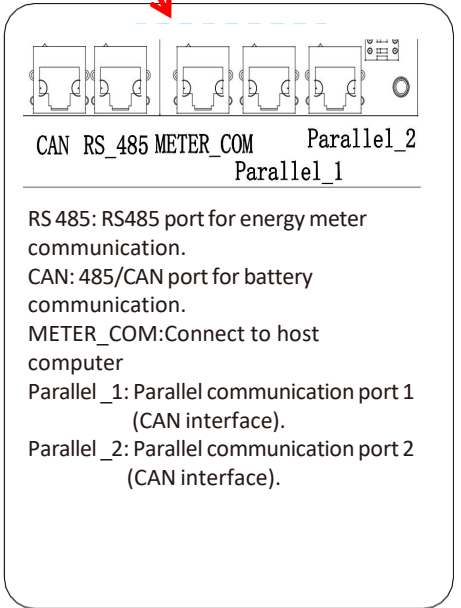 CAN RS_485 METER_COM Parallel_2
Parallel_1
RS 485: RS485 port for energy meter
communication.
CAN: 485/CAN port for battery
communication.
METER_COM:Connect to host
computer
Parallel _1: Parallel communication port 1
(CAN interface).
Parallel _2: Parallel communication port 2
(CAN interface).